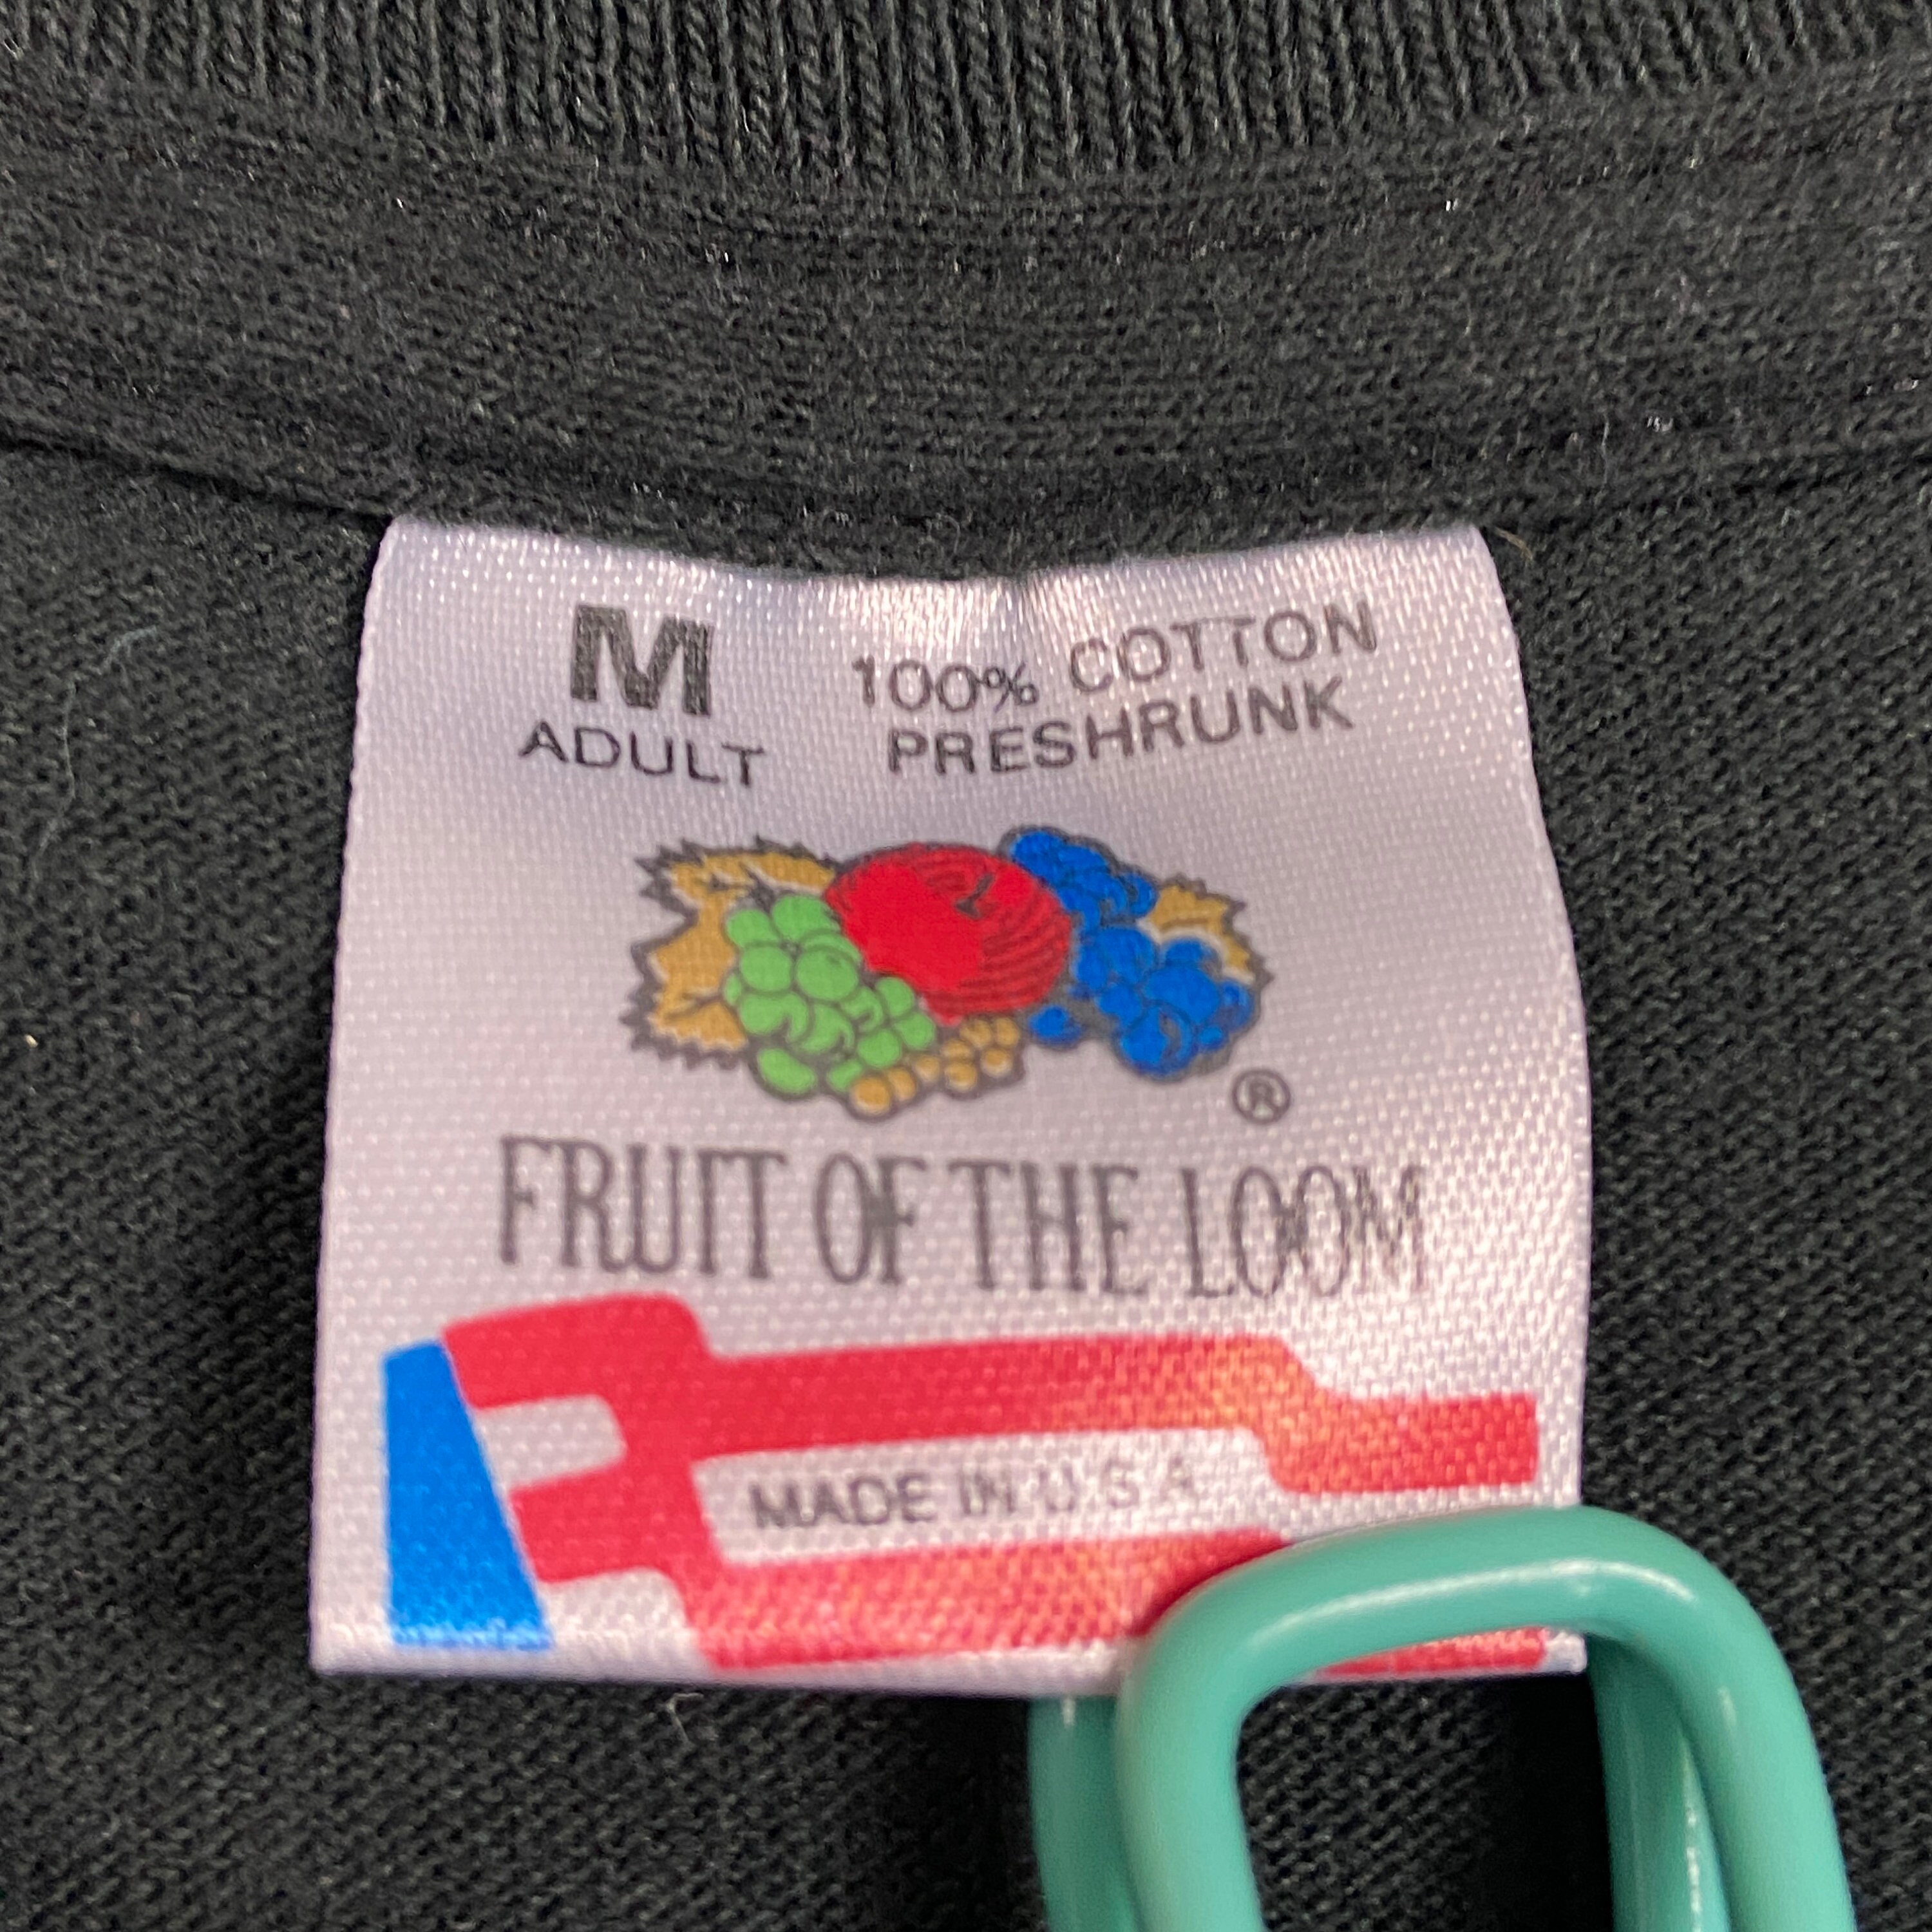 M
ADULT
100% COTTON
PRESHRUNK
®
FRUIT OF THE LOOM
MADE IN U.S.A.